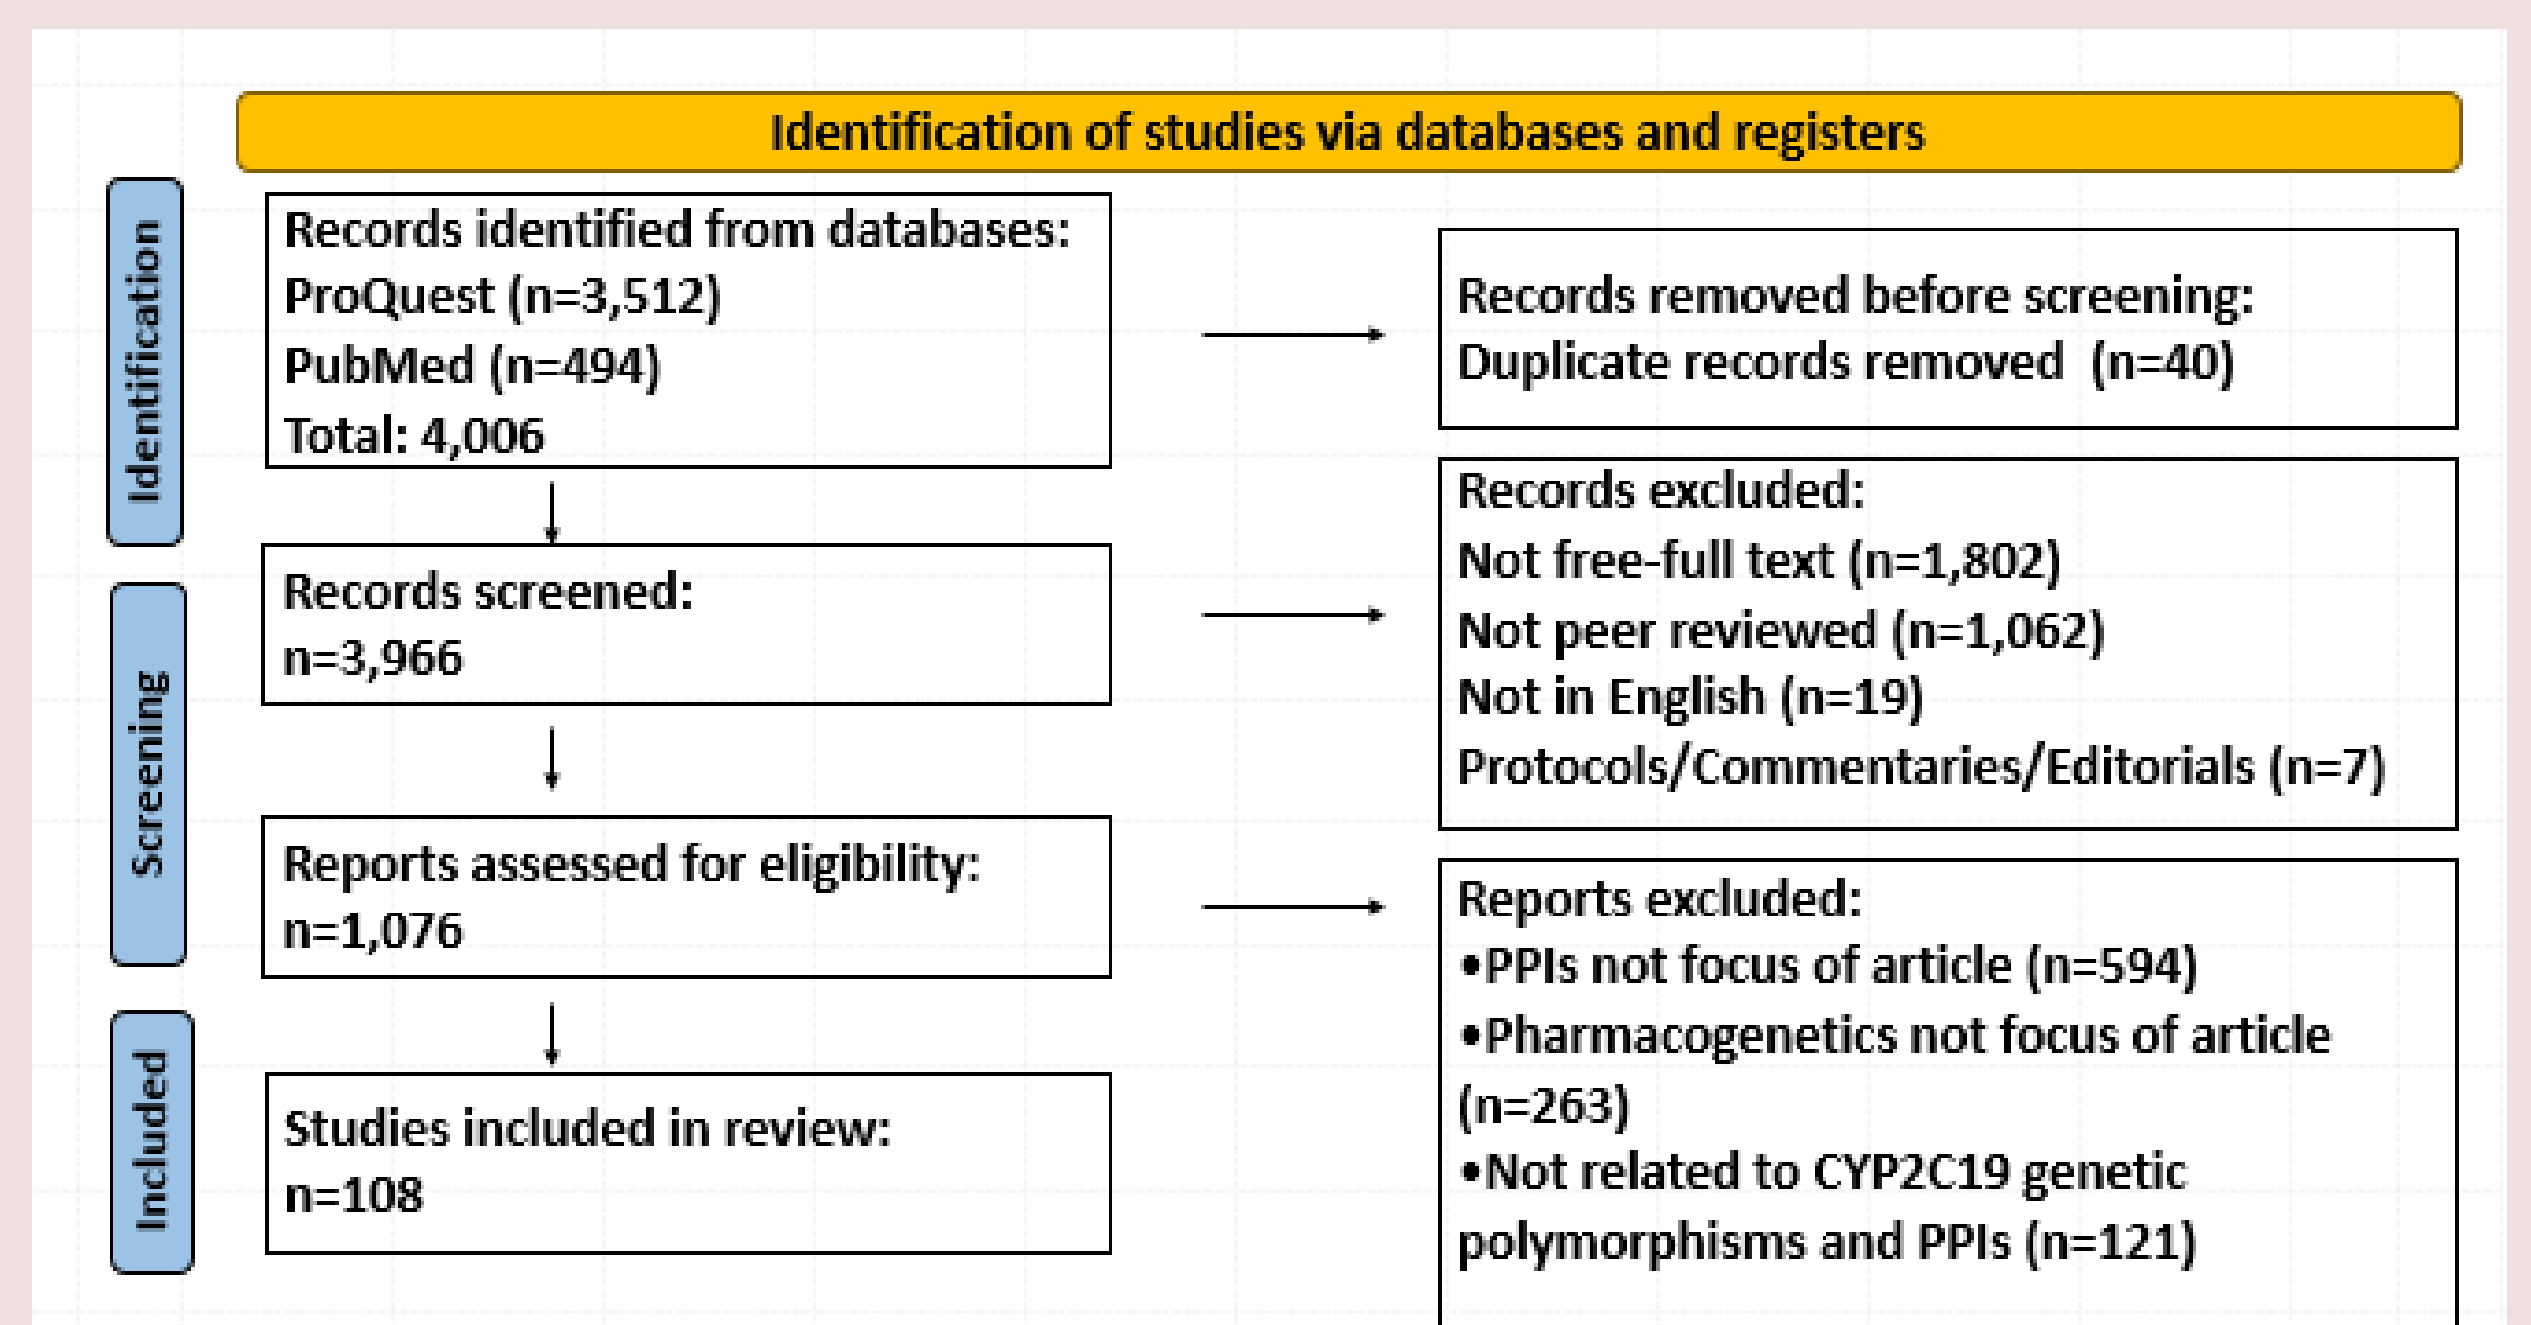 Identification of studies via databases and registers
Identification
Records identified from databases:
ProQuest (n=3,512)
PubMed (n=494)
Total: 4,006
Records removed before screening:
Duplicate records removed  (n=40)
Screening
Records screened:
n=3,966
Records excluded:
Not free-full text (n=1,802)
Not peer reviewed (n=1,062)
Not in English (n=19)
Protocols/Commentaries/Editorials (n=7)
Reports assessed for eligibility:
n=1,076
Reports excluded:
•PPIs not focus of article (n=594)
•Pharmacogenetics not focus of article
(n=263)
•Not related to CYP2C19 genetic
polymorphisms and PPIs (n=121)
Included
Studies included in review:
n=108